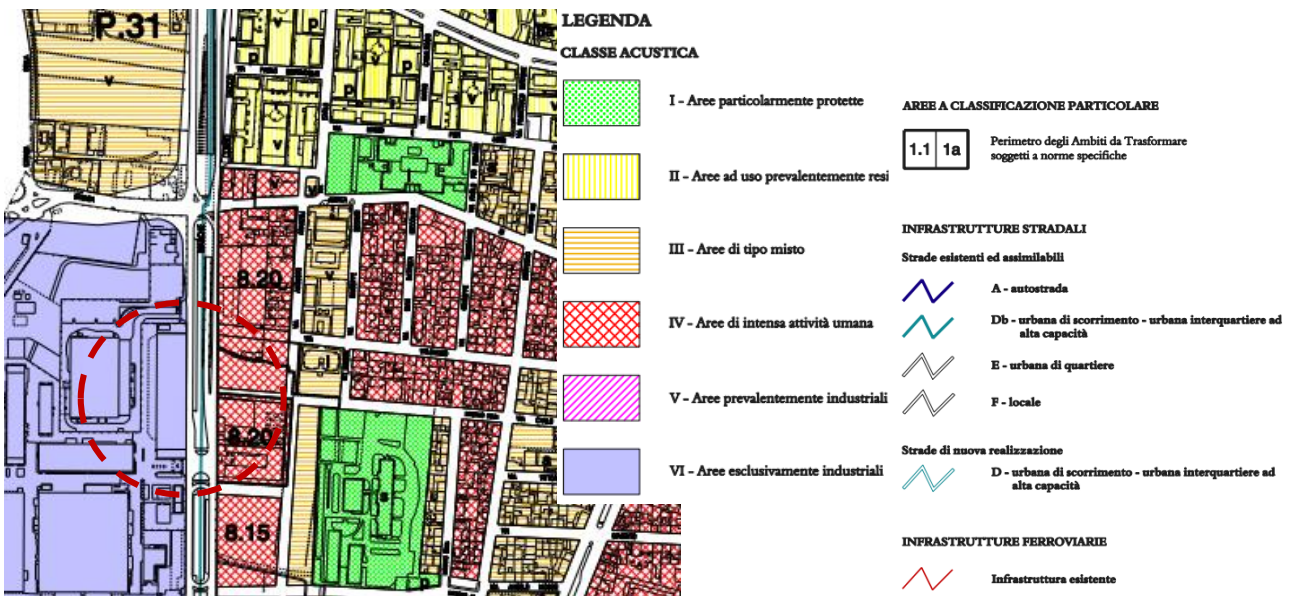 P.31
V
P
P
V
P
V
V
V
V
8.20
V
8.20
8.15
P
LEGENDA
CLASSE ACUSTICA
I - Aree particolarmente protette
II - Aree ad uso prevalentemente resi
III - Aree di tipo misto
IV - Aree di intensa attività umana
V - Aree prevalentemente industriali
VI - Aree esclusivamente industriali
AREE A CLASSIFICAZIONE PARTICOLARE
1.1 1a
Perimetro degli Ambiti da Trasformare
soggetti a norme specifiche
INFRASTRUTTURE STRADALI
Strade esistenti ed assimilabili
A - autostrada
Db - urbana di scorrimento - urbana interquartiere ad
alta capacità
E - urbana di quartiere
F - locale
Strade di nuova realizzazione
D - urbana di scorrimento - urbana interquartiere ad
alta capacità
INFRASTRUTTURE FERROVIARIE
Infrastruttura esistente